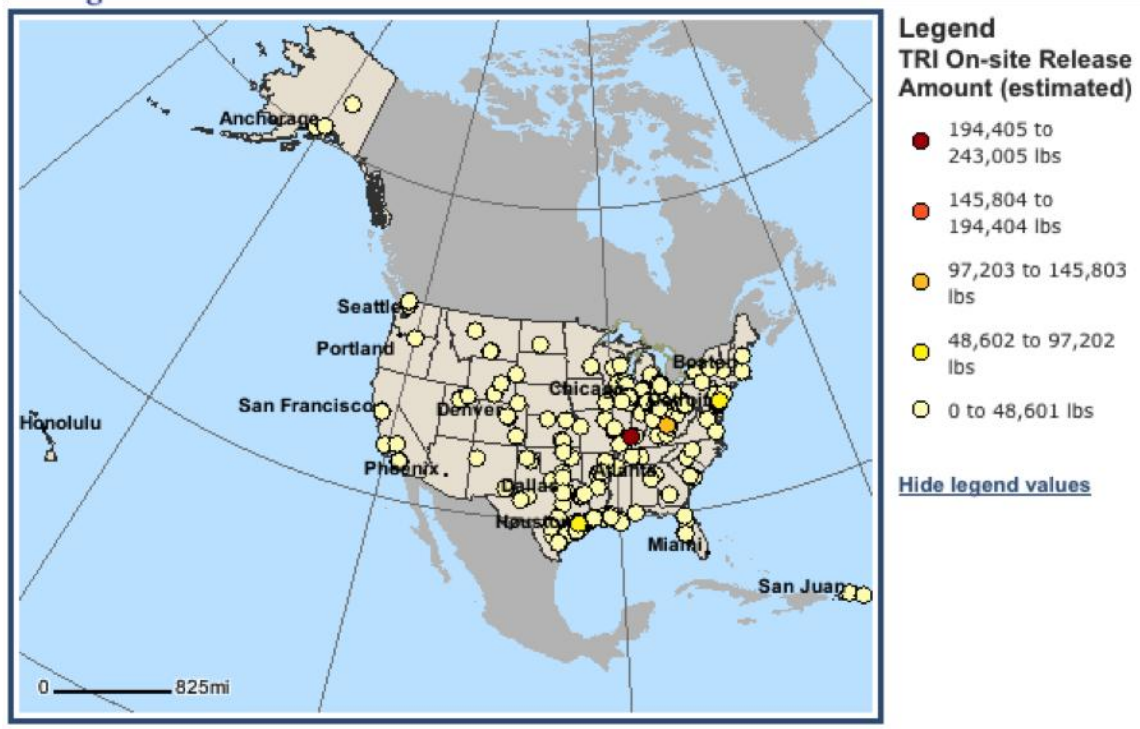 Legend
TRI On-site Release
Amount (estimated)
194,405 to
243,005 lbs
145,804 to
194,404 lbs
97,203 to 145,803
lbs
48,602 to 97,202
lbs
0 to 48,601 lbs
Hide legend values
Anchorage
Seattle
Portland
Boston
Chicago
Detroit
San Francisco
Denver
Honolulu
Phoenix
Atlanta
Dallas
Houston
Miami
San Juan
0
825mi